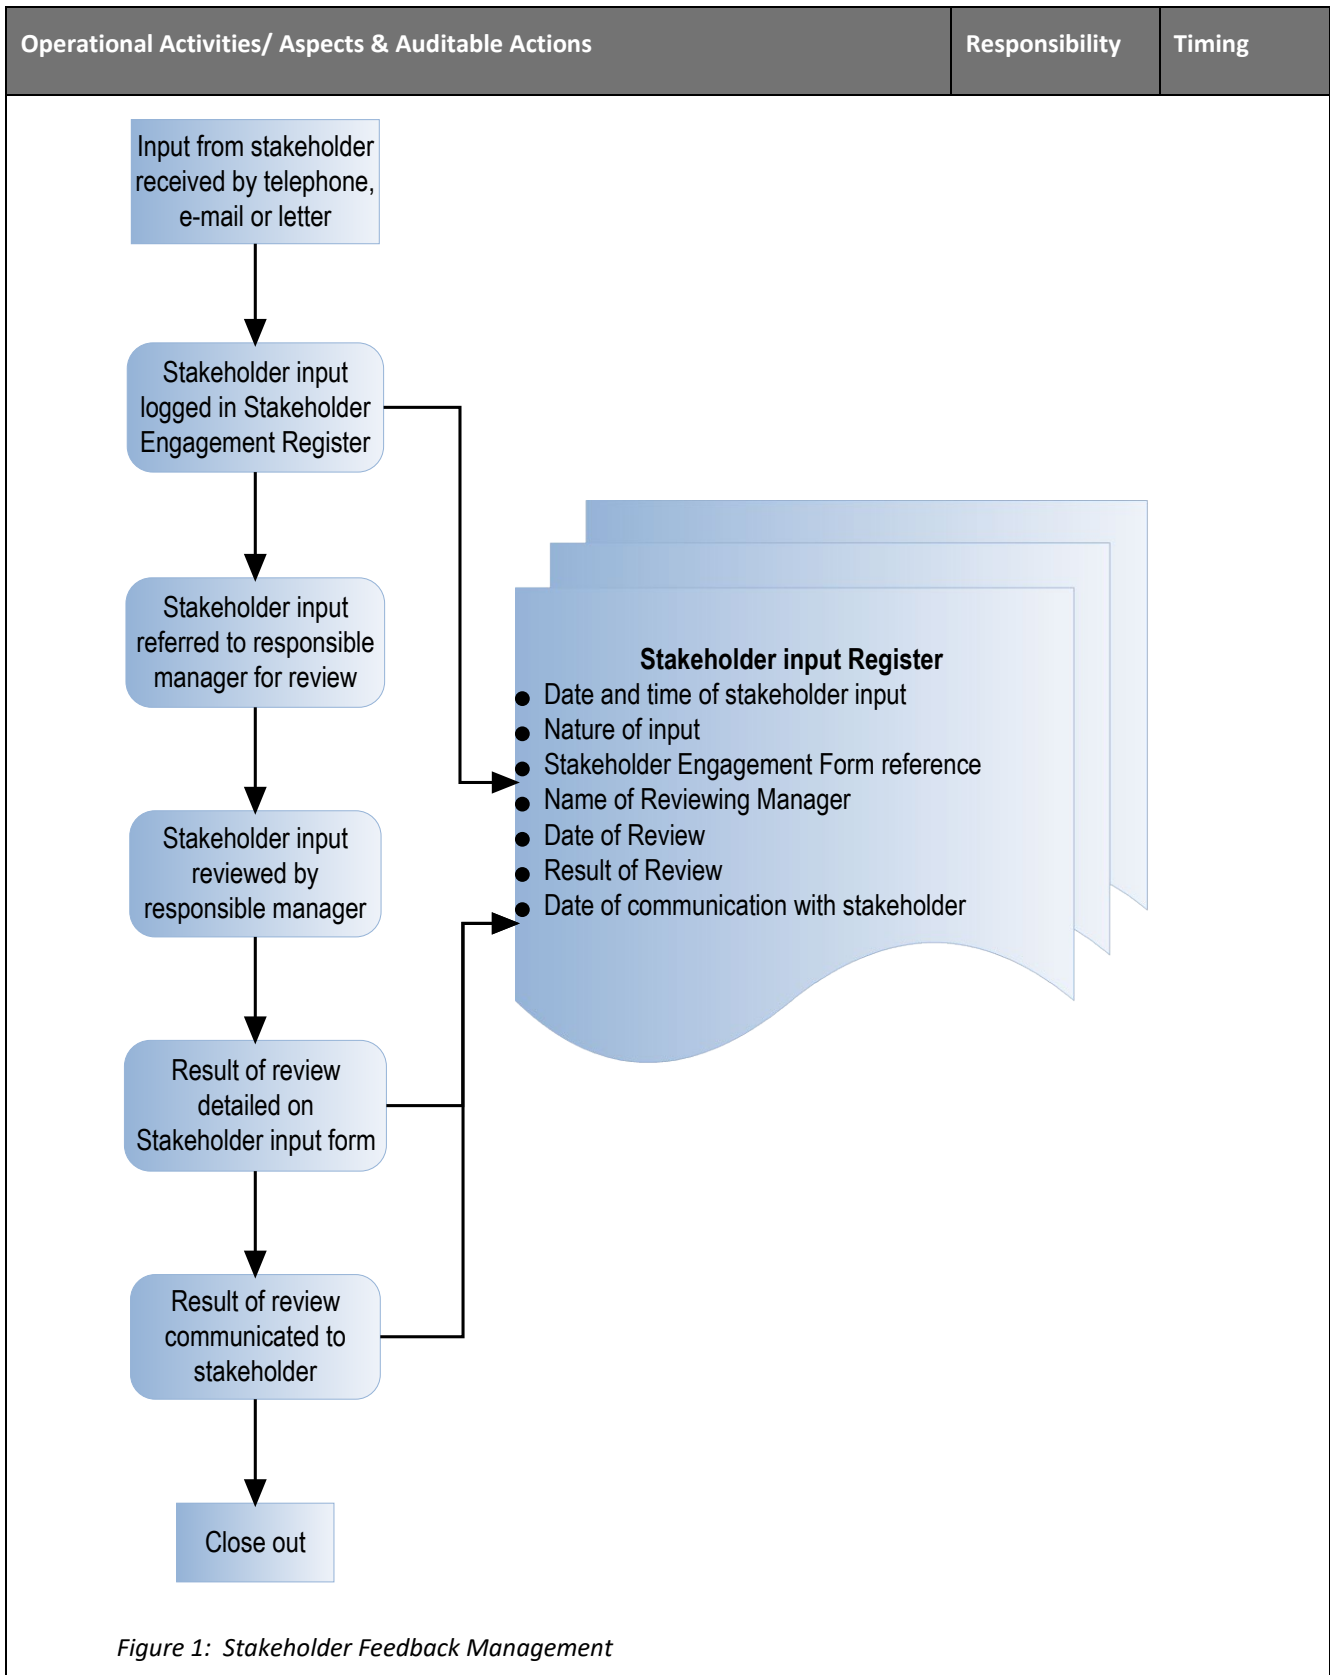 Operational Activities/ Aspects & Auditable Actions
Responsibility
Timing
Input from stakeholder
received by telephone,
e-mail or letter
Stakeholder input
logged in Stakeholder
Engagement Register
Stakeholder input
referred to responsible
manager for review
Stakeholder input
reviewed by
responsible manager
Result of review
detailed on
Stakeholder input form
Result of review
communicated to
stakeholder
Close out
Stakeholder input Register
● Date and time of stakeholder input
● Nature of input
● Stakeholder Engagement Form reference
● Name of Reviewing Manager
● Date of Review
● Result of Review
● Date of communication with stakeholder
Figure 1: Stakeholder Feedback Management